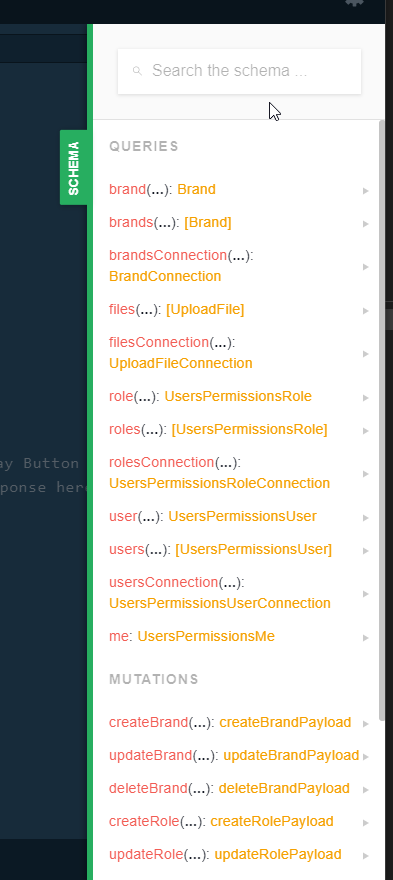 Search the schema ...
SCHEMA
QUERIES
brand(...): Brand
brands(...): [Brand]
brandsConnection(...):
BrandConnection
files(...): [UploadFile]
filesConnection(...):
UploadFileConnection
role(...): UsersPermissionsRole
roles(...): [UsersPermissionsRole]
rolesConnection(...):
UsersPermissionsRoleConnection
user(...): UsersPermissionsUser
users(...): [UsersPermissionsUser]
usersConnection(...):
UsersPermissionsUserConnection
me: UsersPermissionsMe
MUTATIONS
createBrand(...): createBrandPayload
updateBrand(...): updateBrandPayload
deleteBrand(...): deleteBrandPayload
createRole(...): createRolePayload
updateRole(...): updateRolePayload
ay Button
ponse here